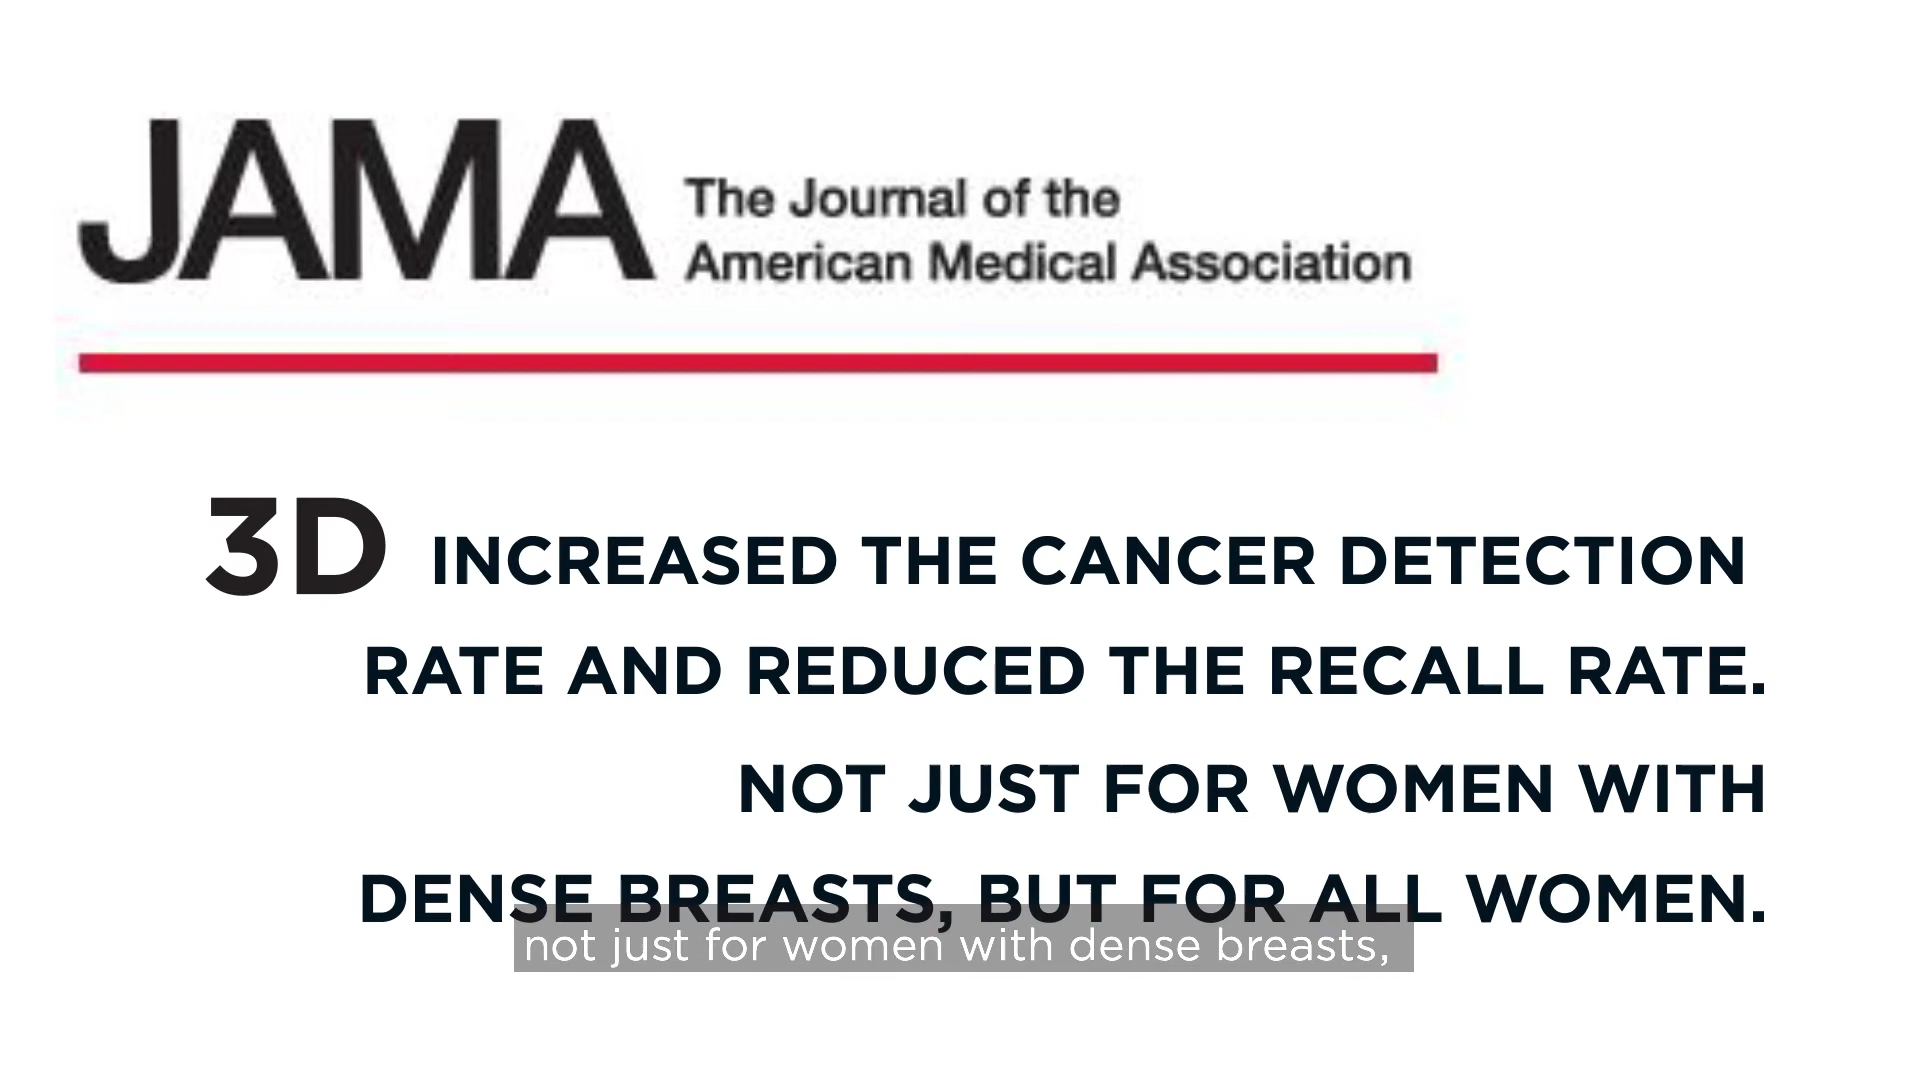 JAMA The Journal of the
American Medical Association
3D INCREASED THE CANCER DETECTION
RATE AND REDUCED THE RECALL RATE.
NOT JUST FOR WOMEN WITH
DENSE BREASTS, BUT FOR ALL WOMEN.
not just for women with dense breasts,